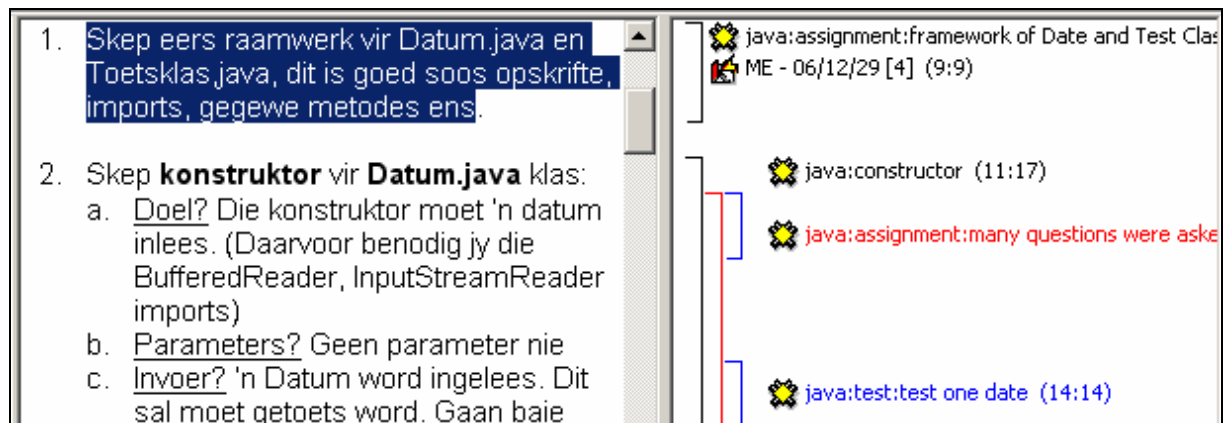 1. Skep eers raamwerk vir Datum.java en
Toetsklas.java, dit is goed soos opskrifte,
imports, gegewe metodes ens.
2. Skep konstruktor vir Datum.java klas:
a. Doel? Die konstruktor moet 'n datum
inlees. (Daarvoor benodig jy die
BufferedReader, InputStreamReader
imports)
b. Parameters? Geen parameter nie
c. Invoer? 'n Datum word ingelees. Dit
sal moet getoets word. Gaan baie
java:assignment:framework of Date and Test Clas
ME - 06/12/29 [4] (9:9)
java:constructor (11:17)
java:assignment:many questions were aske
java:test:test one date (14:14)